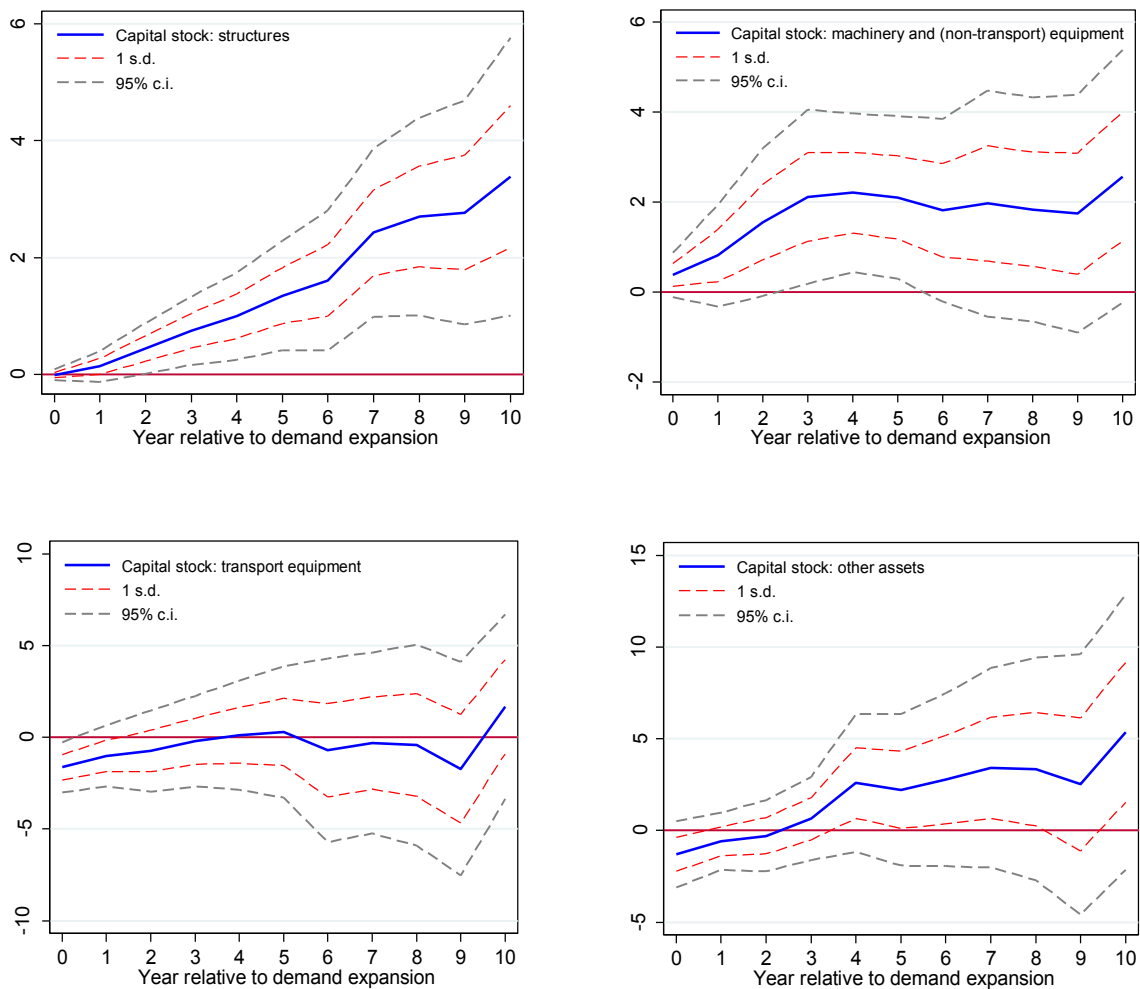 Capital stock: structures
1 s.d.
95% c.i.
6
4
2
0
0 1 2 3 4 5 6 7 8 9 10
Year relative to demand expansion
Capital stock: machinery and (non-transport) equipment
1 s.d.
95% c.i.
6
4
2
0
-2
0 1 2 3 4 5 6 7 8 9 10
Year relative to demand expansion
Capital stock: transport equipment
1 s.d.
95% c.i.
10
5
0
-5
-10
0 1 2 3 4 5 6 7 8 9 10
Year relative to demand expansion
Capital stock: other assets
1 s.d.
95% c.i.
15
10
5
0
-5
0 1 2 3 4 5 6 7 8 9 10
Year relative to demand expansion